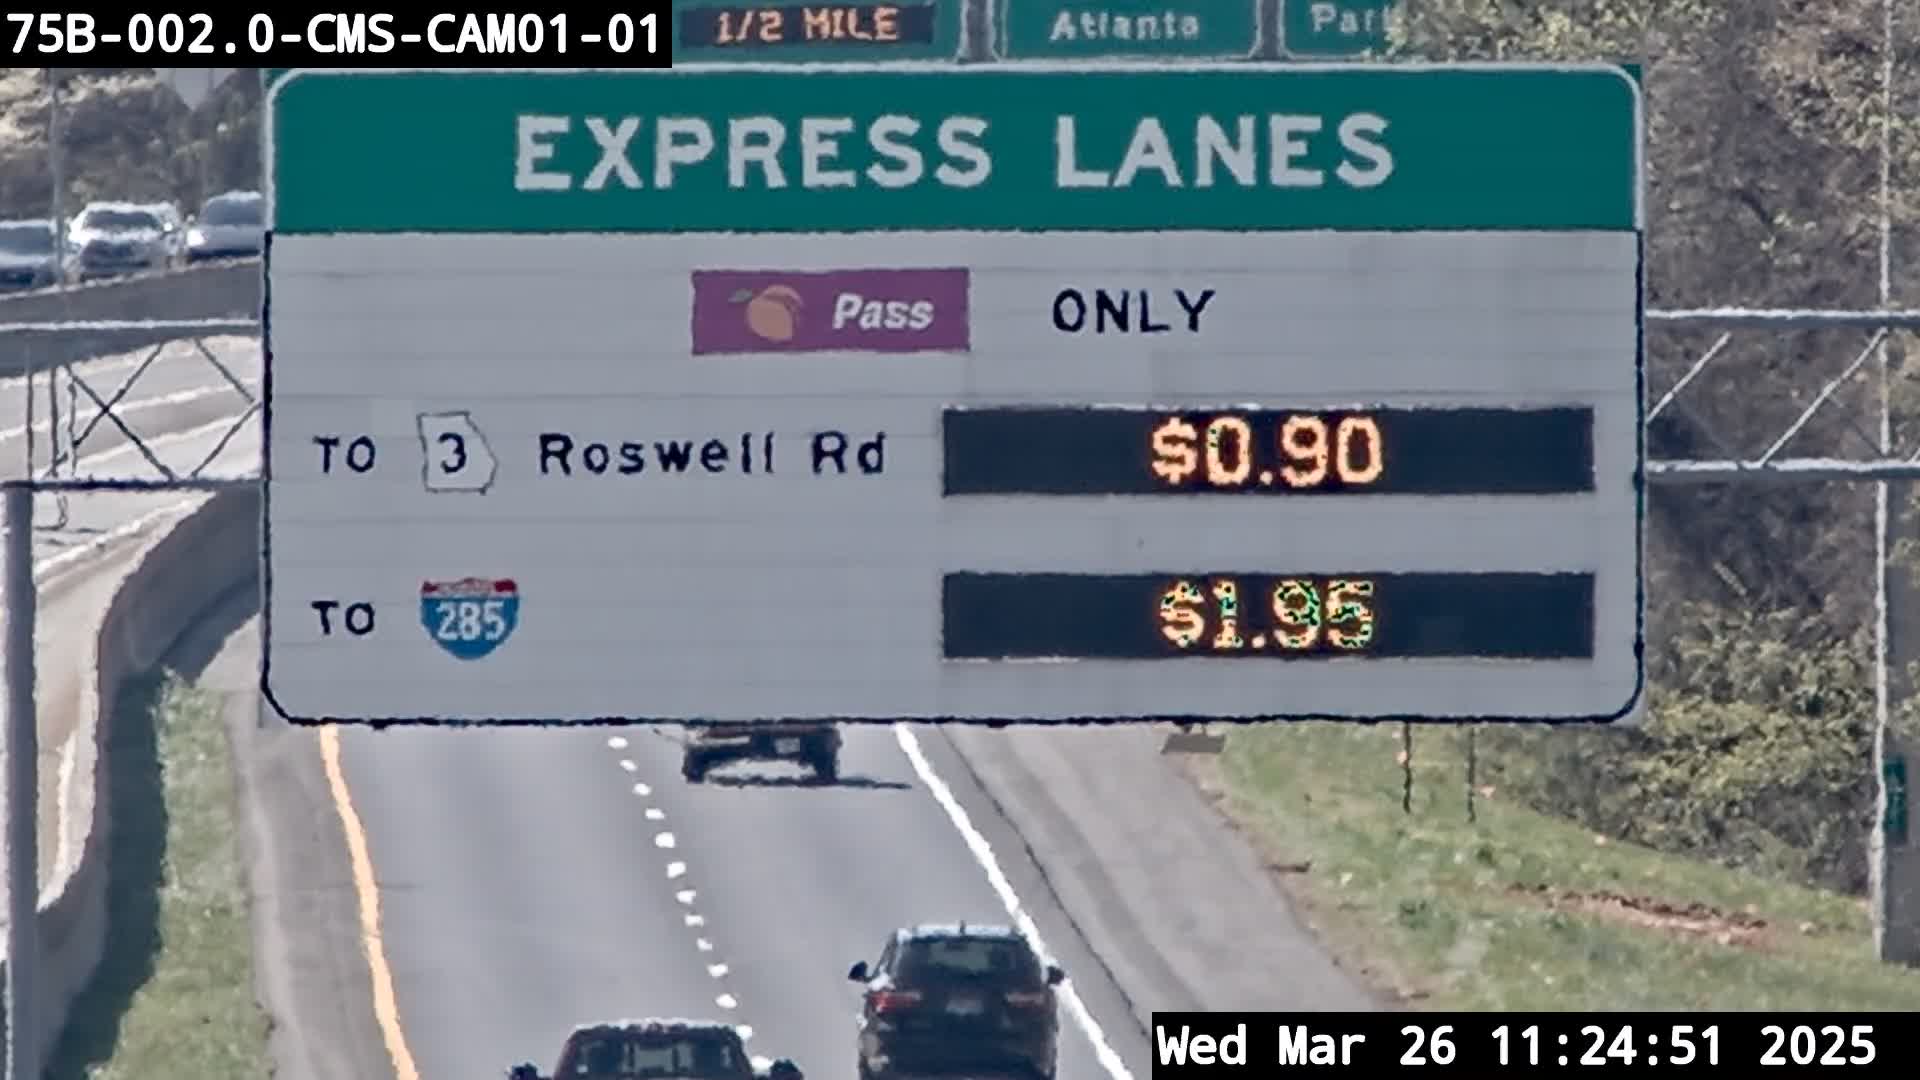 75B-002.0-CMS-CAM01-01
1/2 MILE
Atlanta
EXPRESS LANES
Pass ONLY
TO 3 Roswell Rd $0.90
TO 285 $1.95
Wed Mar 26 11:24:51 2025